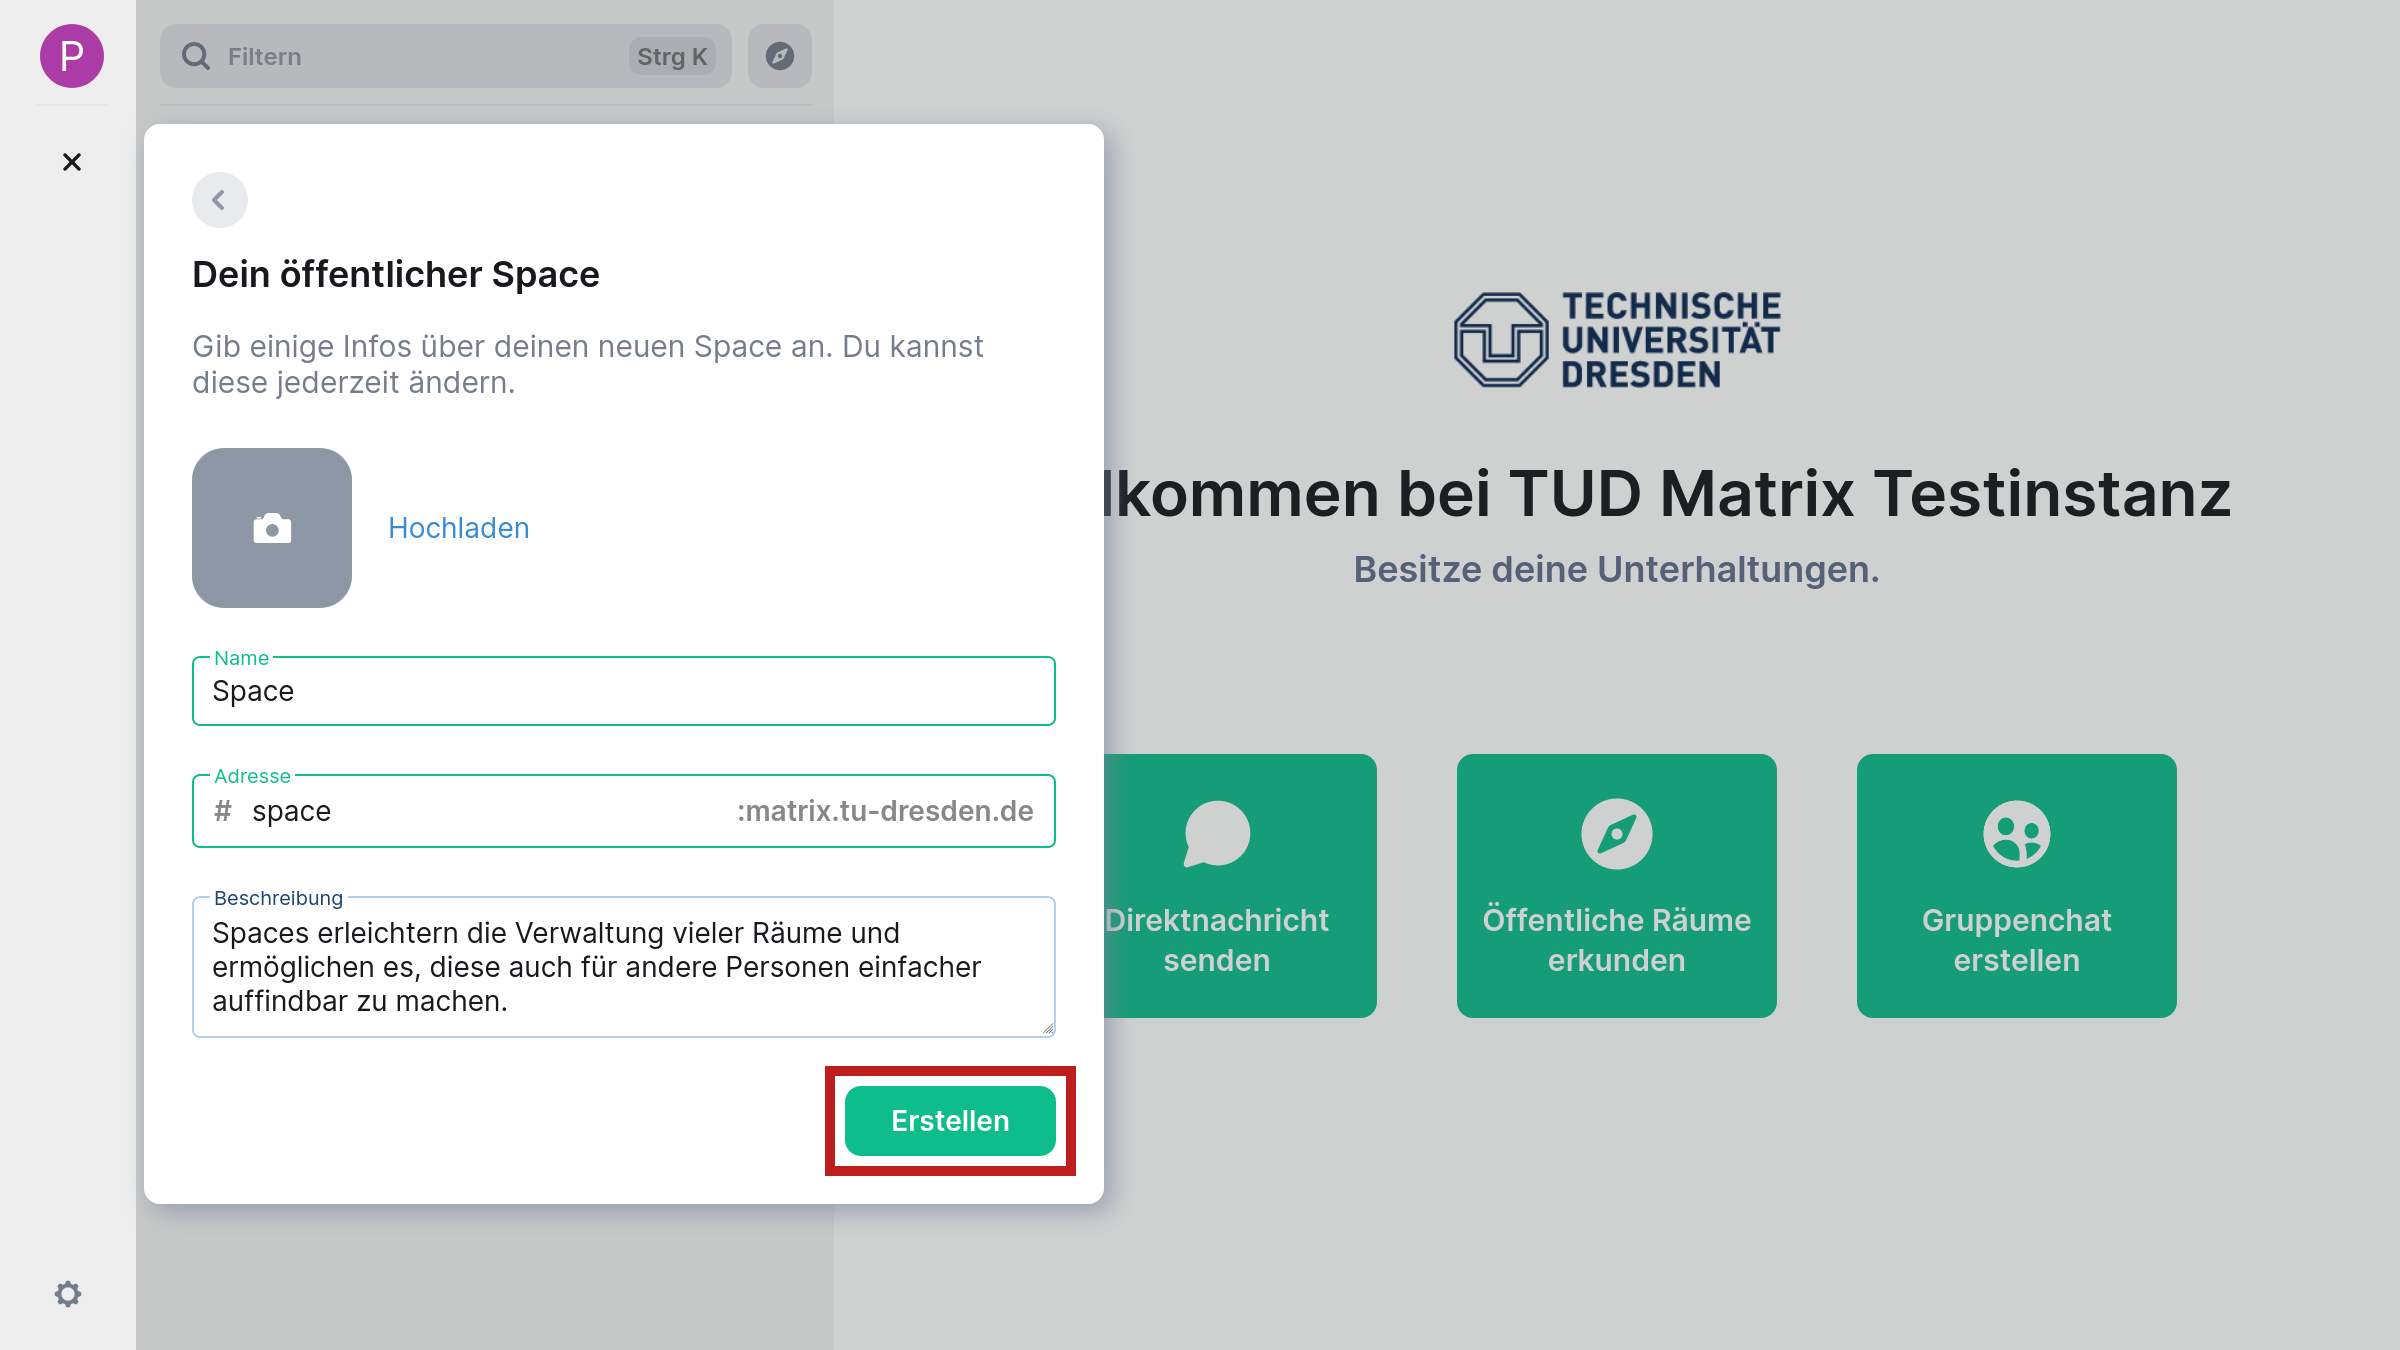 P
Filtern
Strg K
Dein öffentlicher Space
Gib einige Infos über deinen neuen Space an. Du kannst
diese jederzeit ändern.
Hochladen
Name
Space
Adresse
# space :matrix.tu-dresden.de
Beschreibung
Spaces erleichtern die Verwaltung vieler Räume und
ermöglichen es, diese auch für andere Personen einfacher
auffindbar zu machen.
Erstellen
TECHNISCHE
UNIVERSITÄT
DRESDEN
lkommen bei TUD Matrix Testinstanz
Besitze deine Unterhaltungen.
Direktnachricht
senden
Öffentliche Räume
erkunden
Gruppenchat
erstellen